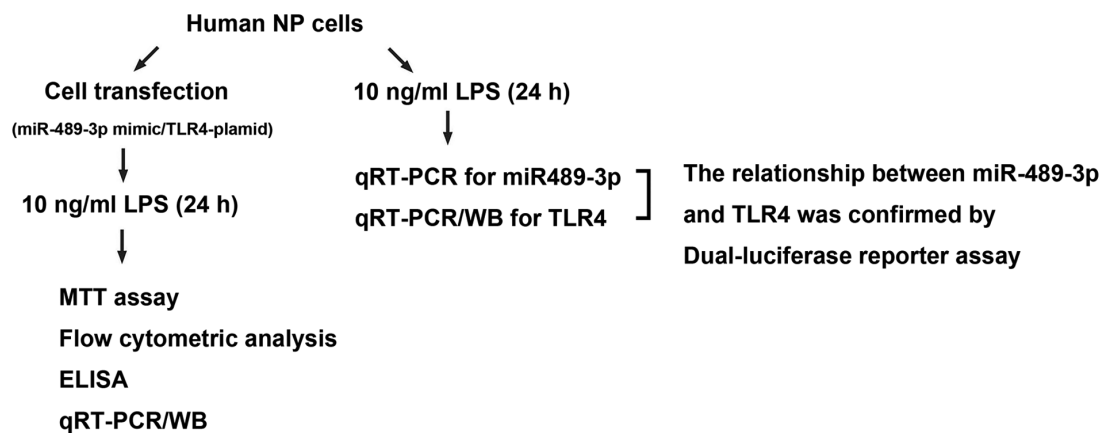 Human NP cells
Cell transfection
(miR-489-3p mimic/TLR4-plamid)
10 ng/ml LPS (24 h)
MTT assay
Flow cytometric analysis
ELISA
qRT-PCR/WB
10 ng/ml LPS (24 h)
qRT-PCR for miR489-3p
qRT-PCR/WB for TLR4
The relationship between miR-489-3p
and TLR4 was confirmed by
Dual-luciferase reporter assay